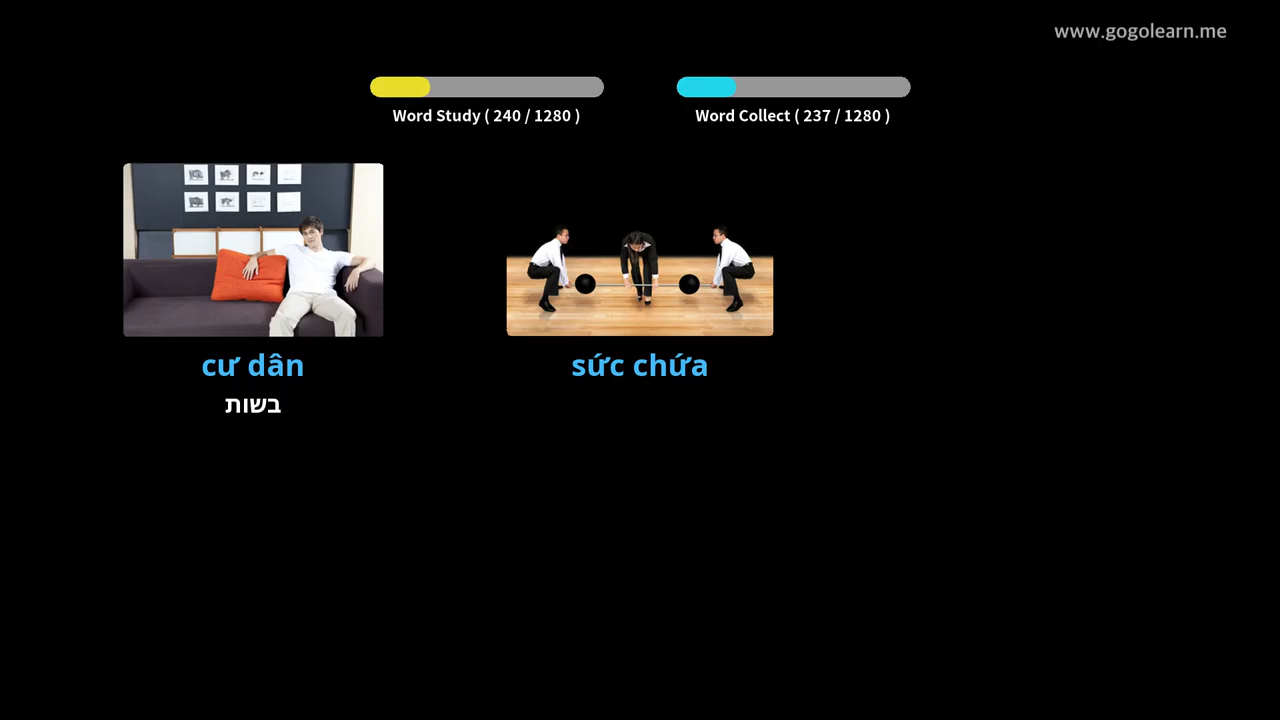 www.gogolearn.me
Word Study ( 240 / 1280 )
Word Collect ( 237 / 1280 )
cư dân
בשות
sức chứa